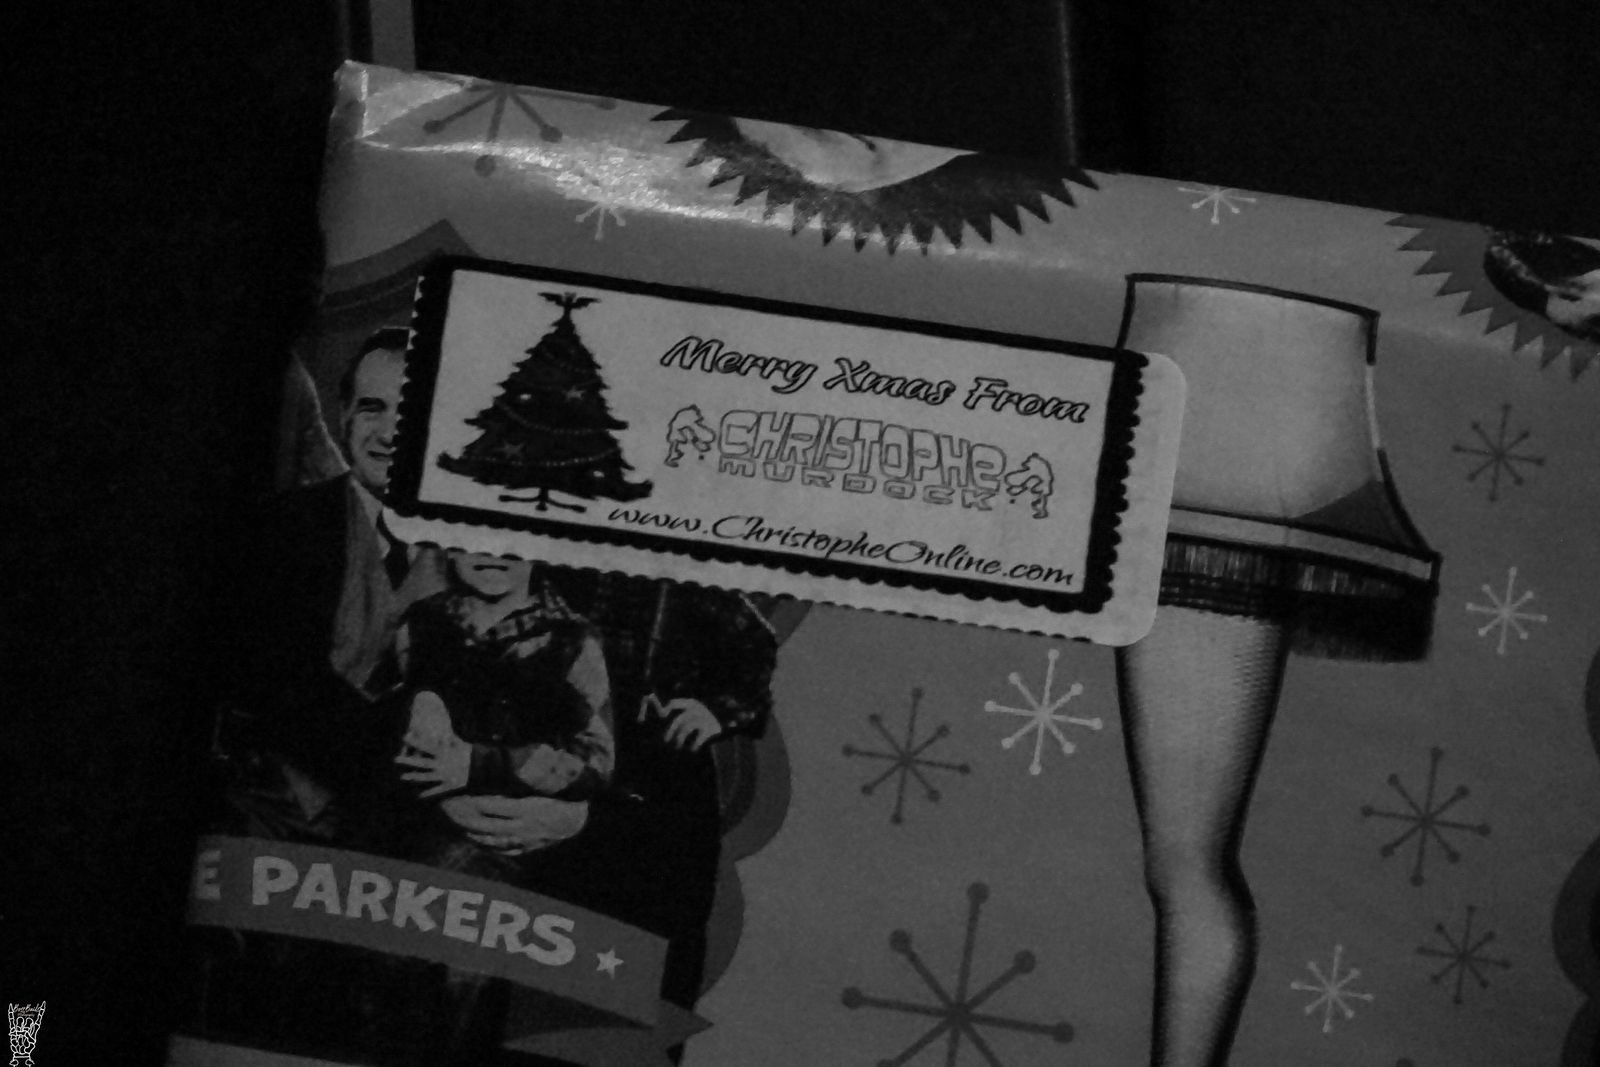 Merry Xmas From
CHRISTOPHe
MURDOCK
www.ChristopheOnline.com
E PARKERS